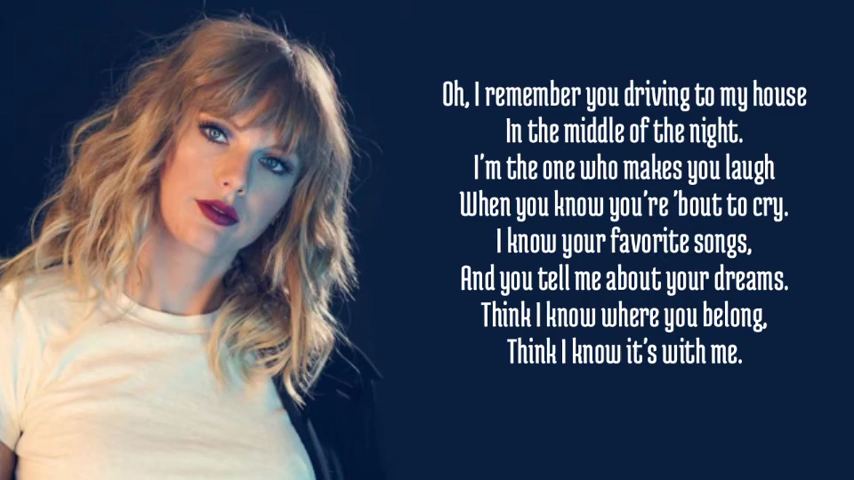 Oh, I remember you driving to my house
In the middle of the night.
I'm the one who makes you laugh
When you know you're 'bout to cry.
I know your favorite songs,
And you tell me about your dreams.
Think I know where you belong,
Think I know it's with me.